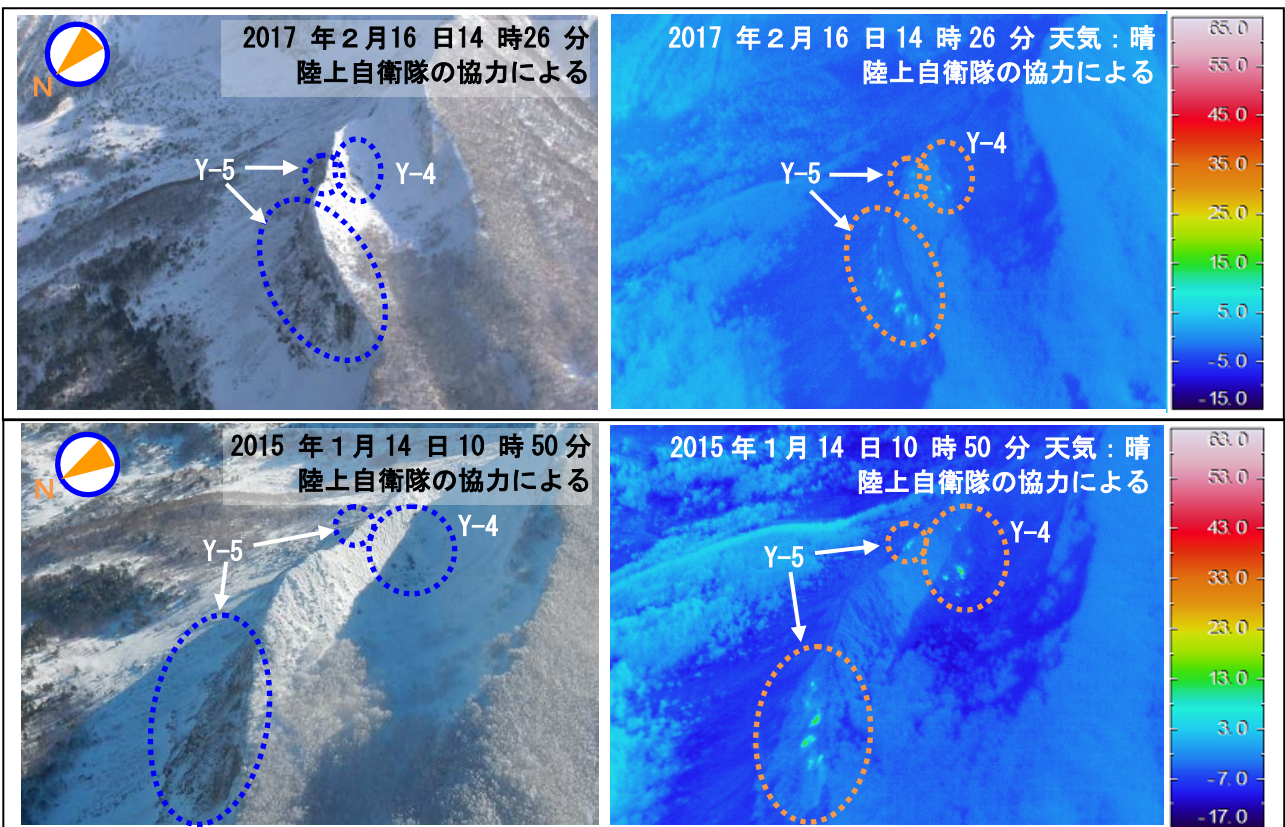 2017 年２月16 日14 時26 分
陸上自衛隊の協力による
N
Y-5
Y-4
2017 年２月 16 日 14 時 26 分 天気：晴
陸上自衛隊の協力による
Y-4
Y-5
65.0
55.0
45.0
35.0
25.0
15.0
5.0
-5.0
-15.0
2015 年１月 14 日 10 時 50 分
陸上自衛隊の協力による
N
Y-5
Y-4
2015 年 1 月 14 日 10 時 50 分 天気：晴
陸上自衛隊の協力による
Y-4
Y-5
63.0
53.0
43.0
33.0
23.0
13.0
3.0
-7.0
-17.0